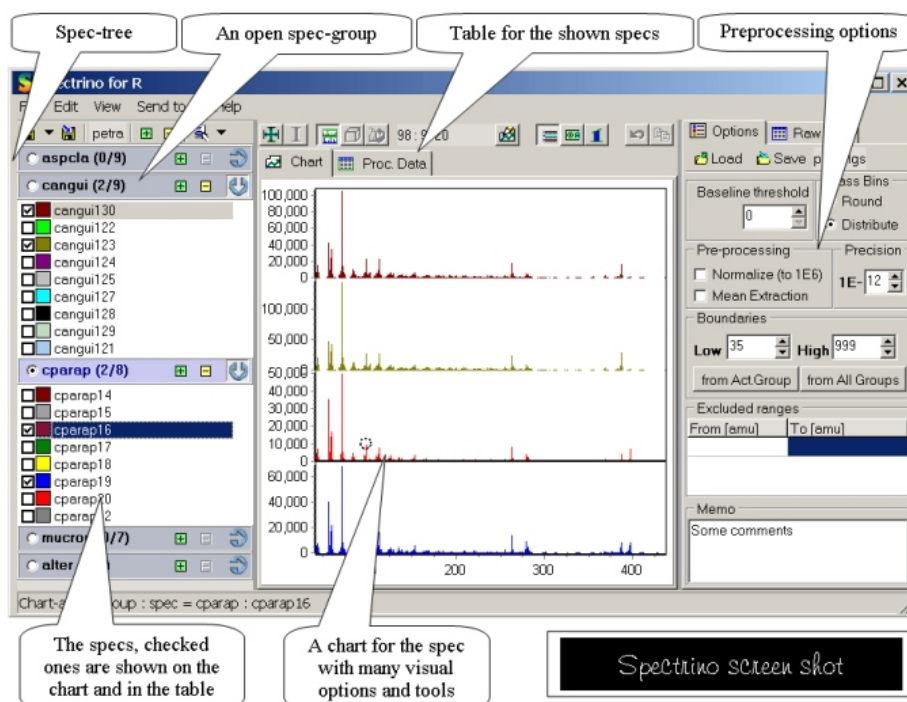 Spec-tree
An open spec-group
Table for the shown specs
Preprocessing options
for R
Edit View Send to
petra
98 : 9 20
aspcla (0/9)
cangui (2/9)
cangui130
cangui122
cangui123
cangui124
cangui125
cangui127
cangui128
cangui129
cangui121
cparap (2/8)
cparap14
cparap15
cparap16
cparap17
cparap18
cparap19
cparap20
alter
Chart Proc. Data
100,000
80,000
60,000
40,000
20,000
0
100,000
0
50,000
40,000
30,000
20,000
10,000
0
60,000
40,000
20,000
0
200 300 400
Options Raw
Load Save
Baseline threshold
0
Bins
Round
Distribute
Pre-processing
Normalize (to 1E6)
Mean Extraction
Precision
1E- 12
Boundaries
Low 35 High 999
from Act.Group from All Groups
Excluded ranges
From [amu] To [amu]
Memo
Some comments
: spec = cparap : cparap16
The specs, checked
ones are shown on the
chart and in the table
A chart for the spec
with many visual
options and tools
Spectrino screen shot